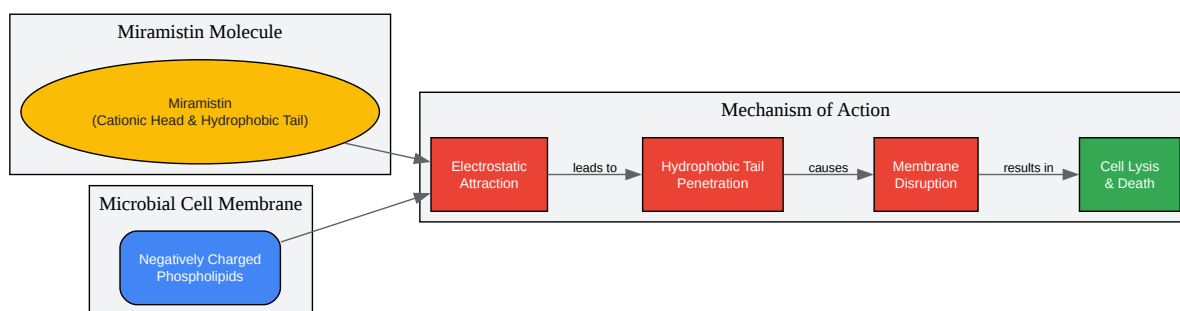 Miramistin Molecule
Miramistin
(Cationic Head & Hydrophobic Tail)
Microbial Cell Membrane
Negatively Charged
Phospholipids
Mechanism of Action
Electrostatic
Attraction
leads to
Hydrophobic Tail
Penetration
causes
Membrane
Disruption
results in
Cell Lysis
& Death